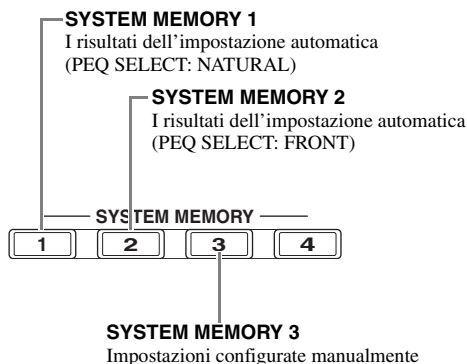 SYSTEM MEMORY 1
I risultati dell'impostazione automatica
(PEQ SELECT: NATURAL)
SYSTEM MEMORY 2
I risultati dell'impostazione automatica
(PEQ SELECT: FRONT)
SYSTEM MEMORY
1 2 3 4
SYSTEM MEMORY 3
Impostazioni configurate manualmente